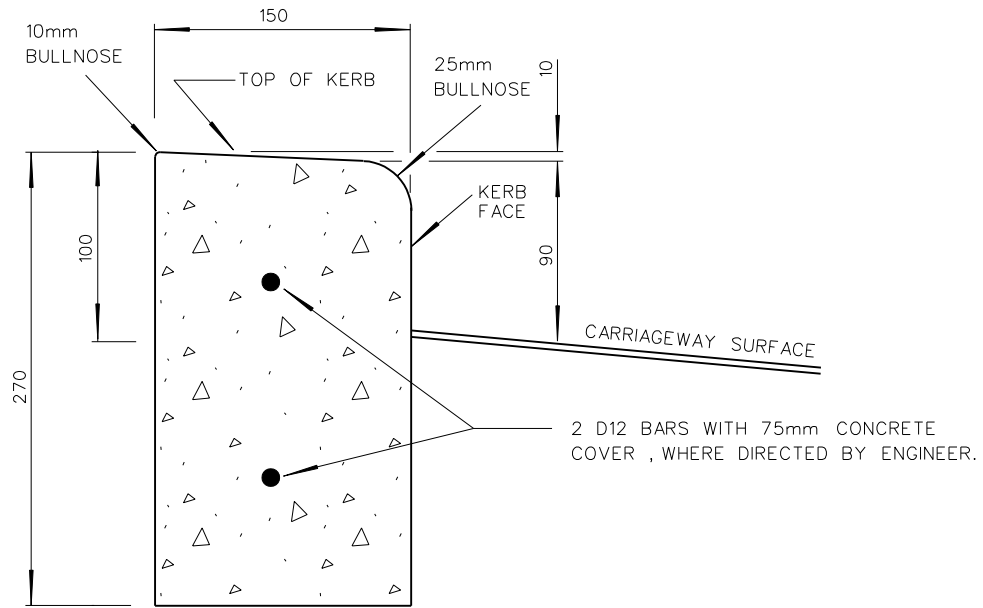 150
10mm
BULLNOSE
TOP OF KERB
25mm
BULLNOSE
10
KERB
FACE
100
90
CARRIAGEWAY SURFACE
270
2 D12 BARS WITH 75mm CONCRETE
COVER , WHERE DIRECTED BY ENGINEER.